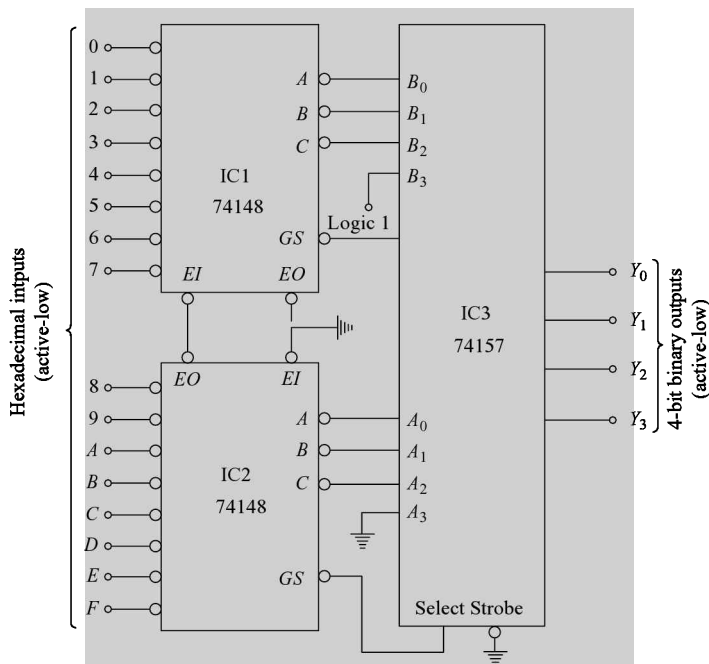 0
1
2
3
4
5
6
7
A
B
C
GS
IC1
74148
EI
EO
Logic 1
B0
B1
B2
B3
Hexadecimal intputs
(active-low)
IC3
74157
Y0
Y1
Y2
Y3
4-bit binary outputs
(active-low)
EO
EI
8
9
A
B
C
D
E
F
A
B
C
GS
IC2
74148
A0
A1
A2
A3
Select Strobe